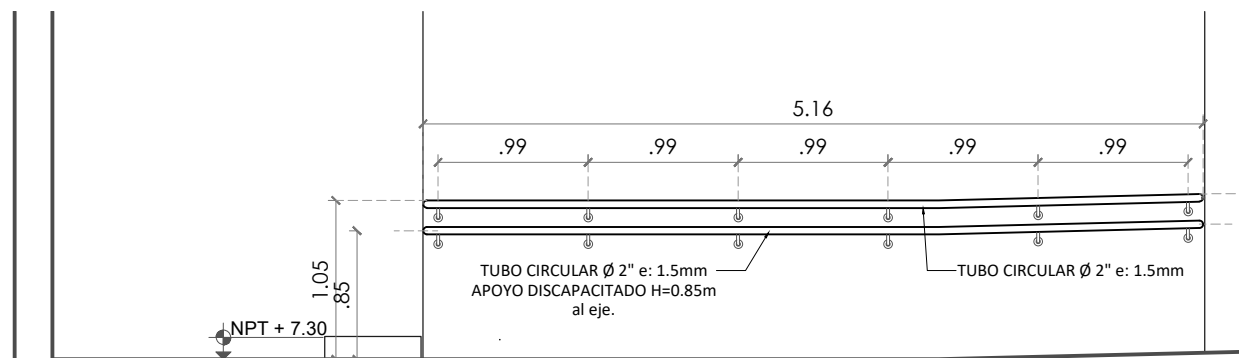 5.16
.99 .99 .99 .99 .99
1.05
.85
TUBO CIRCULAR Ø 2" e: 1.5mm
APOYO DISCAPACITADO H=0.85m
al eje.
TUBO CIRCULAR Ø 2" e: 1.5mm
NPT + 7.30